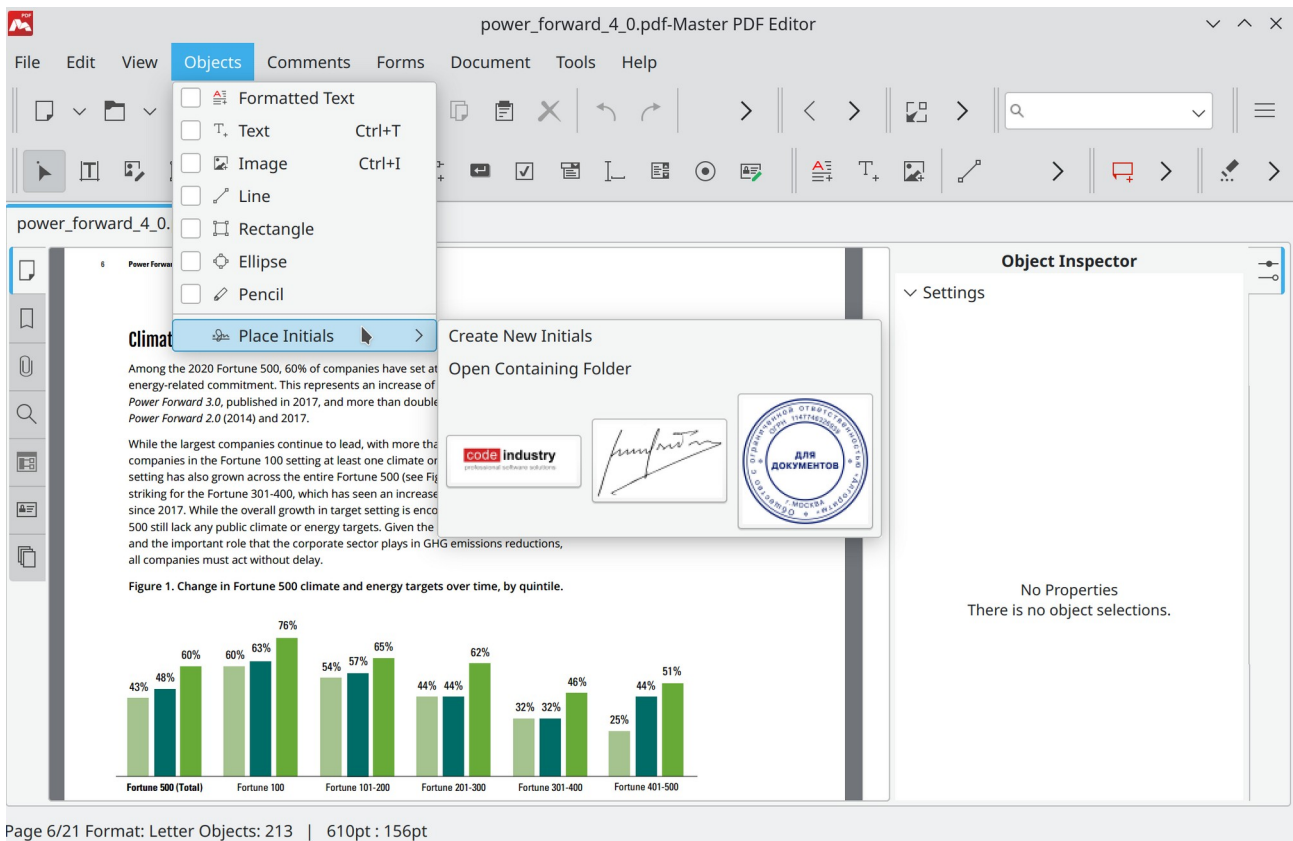 power_forward_4_0.pdf-Master PDF Editor
File Edit View Objects Comments Forms Document Tools Help
Formatted Text
Text Ctrl+T
Image Ctrl+I
Line
Rectangle
Ellipse
Pencil
Place Initials
Create New Initials
Open Containing Folder
code industry
professional software solutions
Общество с ограниченной ответственностью
ОГРН 1147746226939
ДЛЯ
ДОКУМЕНТОВ
г.МОСКВА
power_forward_4_0.
6 Power Forwa
Climat
Among the 2020 Fortune 500, 60% of companies have set at
energy-related commitment. This represents an increase of
Power Forward 3.0, published in 2017, and more than double
Power Forward 2.0 (2014) and 2017.
While the largest companies continue to lead, with more tha
companies in the Fortune 100 setting at least one climate or
setting has also grown across the entire Fortune 500 (see Fig
striking for the Fortune 301-400, which has seen an increase
since 2017. While the overall growth in target setting is enco
500 still lack any public climate or energy targets. Given the
and the important role that the corporate sector plays in GHG emissions reductions,
all companies must act without delay.
Figure 1. Change in Fortune 500 climate and energy targets over time, by quintile.
43% 48% 60% 60% 63% 76% 54% 57% 65% 44% 44% 62% 32% 32% 46% 25% 44% 51%
Fortune 500 (Total) Fortune 100 Fortune 101-200 Fortune 201-300 Fortune 301-400 Fortune 401-500
Object Inspector
Settings
No Properties
There is no object selections.
Page 6/21 Format: Letter Objects: 213 | 610pt : 156pt